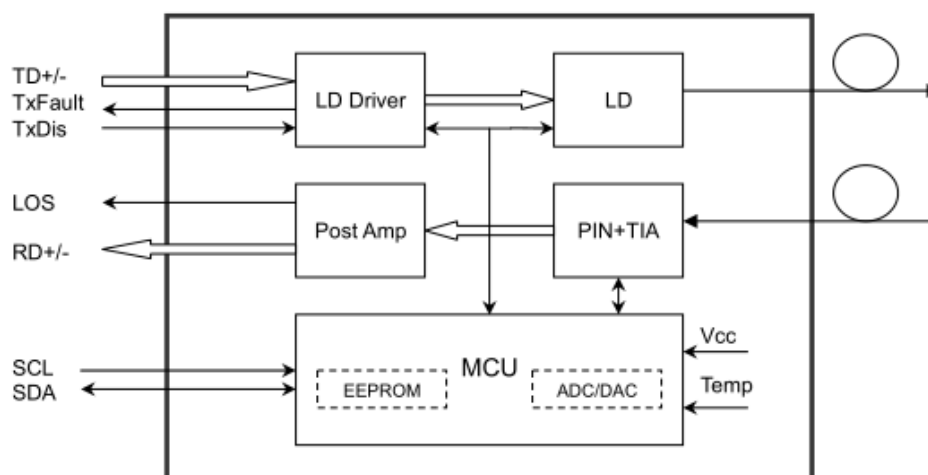 TD+/-
TxFault
TxDis
LD Driver
LD
LOS
RD+/-
Post Amp
PIN+TIA
SCL
SDA
MCU
EEPROM
ADC/DAC
Vcc
Temp